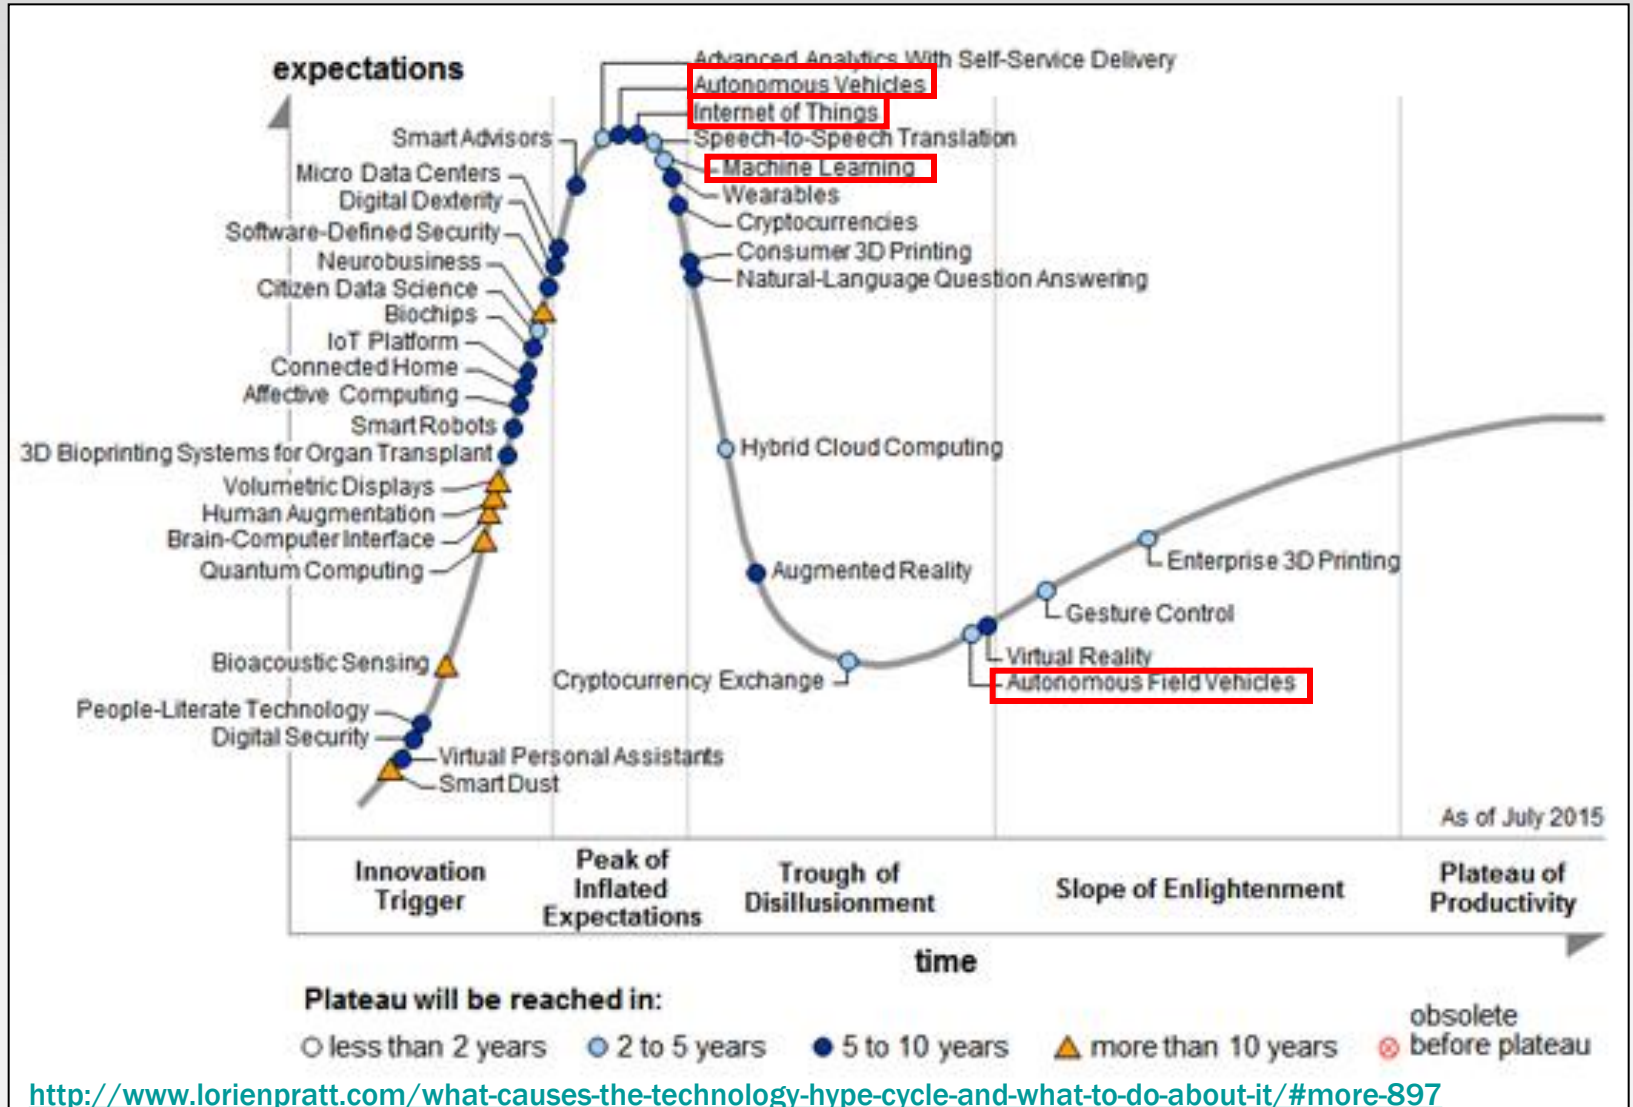 expectations
Advanced Analytics With Self-Service Delivery
Autonomous Vehicles
Internet of Things
Speech-to-Speech Translation
Machine Learning
Wearables
Cryptocurrencies
Consumer 3D Printing
Natural-Language Question Answering
Smart Advisors
Micro Data Centers
Digital Dexterity
Software-Defined Security
Neurobusiness
Citizen Data Science
Biochips
IoT Platform
Connected Home
Affective Computing
Smart Robots
3D Bioprinting Systems for Organ Transplant
Volumetric Displays
Human Augmentation
Brain-Computer Interface
Quantum Computing
Bioacoustic Sensing
People-Literate Technology
Digital Security
Virtual Personal Assistants
Smart Dust
Hybrid Cloud Computing
Augmented Reality
Cryptocurrency Exchange
Enterprise 3D Printing
Gesture Control
Virtual Reality
Autonomous Field Vehicles
As of July 2015
Innovation
Trigger
Peak of
Inflated
Expectations
Trough of
Disillusionment
Slope of Enlightenment
Plateau of
Productivity
time
Plateau will be reached in:
less than 2 years
2 to 5 years
5 to 10 years
more than 10 years
obsolete
before plateau
http://www.lorienpratt.com/what-causes-the-technology-hype-cycle-and-what-to-do-about-it/#more-897